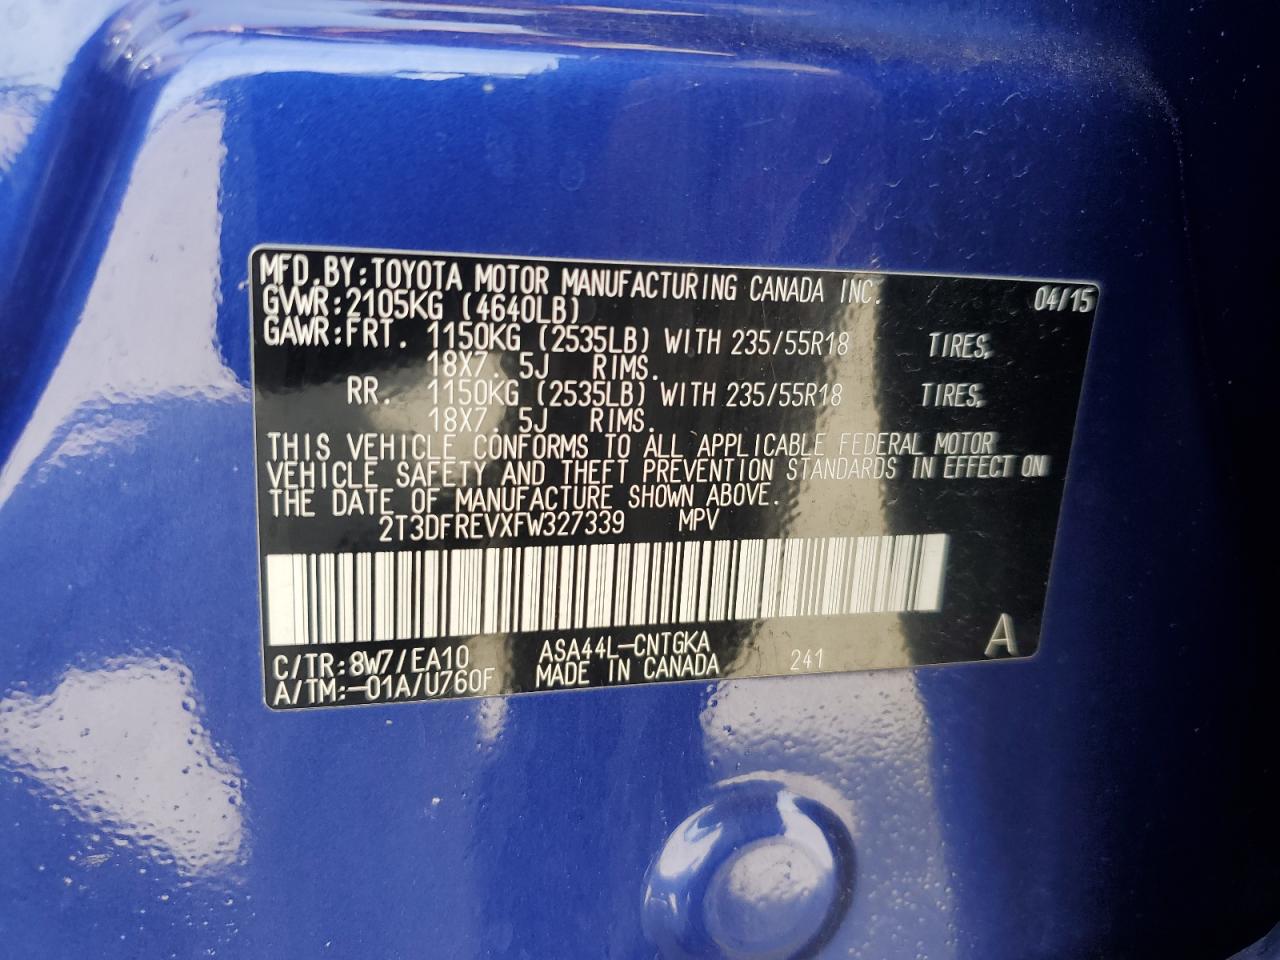 MFD.BY:TOYOTA MOTOR MANUFACTURING CANADA INC. 04/15
GVWR:2105KG (4640LB)
GAWR:FRT. 1150KG (2535LB) WITH 235/55R18 TIRES,
18X7. 5J RIMS.
RR. 1150KG (2535LB) WITH 235/55R18 TIRES,
18X7. 5J RIMS.
THIS VEHICLE CONFORMS TO ALL APPLICABLE FEDERAL MOTOR
VEHICLE SAFETY AND THEFT PREVENTION STANDARDS IN EFFECT ON
THE DATE OF MANUFACTURE SHOWN ABOVE.
2T3DFREVXFW327339 MPV
C/TR:8W7/EA10 ASA44L-CNTGKA
A/TM:-01A/U760F MADE IN CANADA 241 A